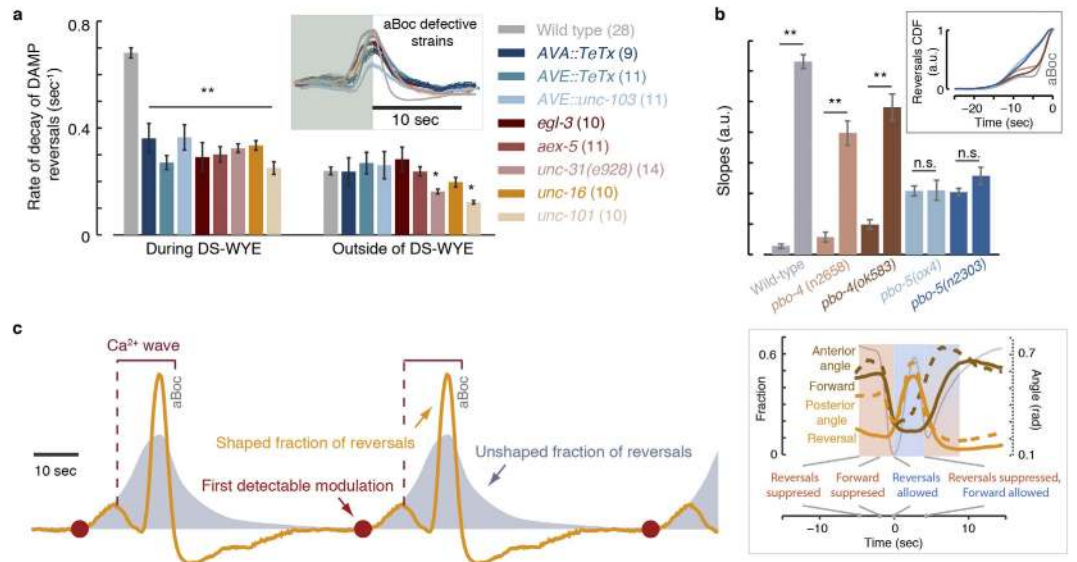 a
Rate of decay of DAMP
reversals (sec⁻¹)
0.8
0.4
0
During DS-WYE
Outside of DS-WYE
**
*
*
aBoc defective
strains
10 sec
Wild type (28)
AVA::TeTx (9)
AVE::TeTx (11)
AVE::unc-103 (11)
egl-3 (10)
aex-5 (11)
unc-31(e928) (14)
unc-16 (10)
unc-101 (10)
b
Slopes (a.u.)
**
**
**
n.s.
n.s.
Wild-type
pbo-4 (n2658)
pbo-4(ok583)
pbo-5(ox4)
pbo-5(n2303)
Reversals CDF
(a.u.)
1
0
aBoc
−20
−10
0
Time (sec)
c
Ca²⁺ wave
aBoc
aBoc
Shaped fraction of reversals
Unshaped fraction of reversals
10 sec
First detectable modulation
0.6
0
Fraction
Anterior
angle
Forward
Posterior
angle
Reversal
0.7
0.1
Angle (rad)
Reversals
suppresed
Forward
suppresed
Reversals
allowed
Reversals suppressed,
Forward allowed
−10
0
10
Time (sec)